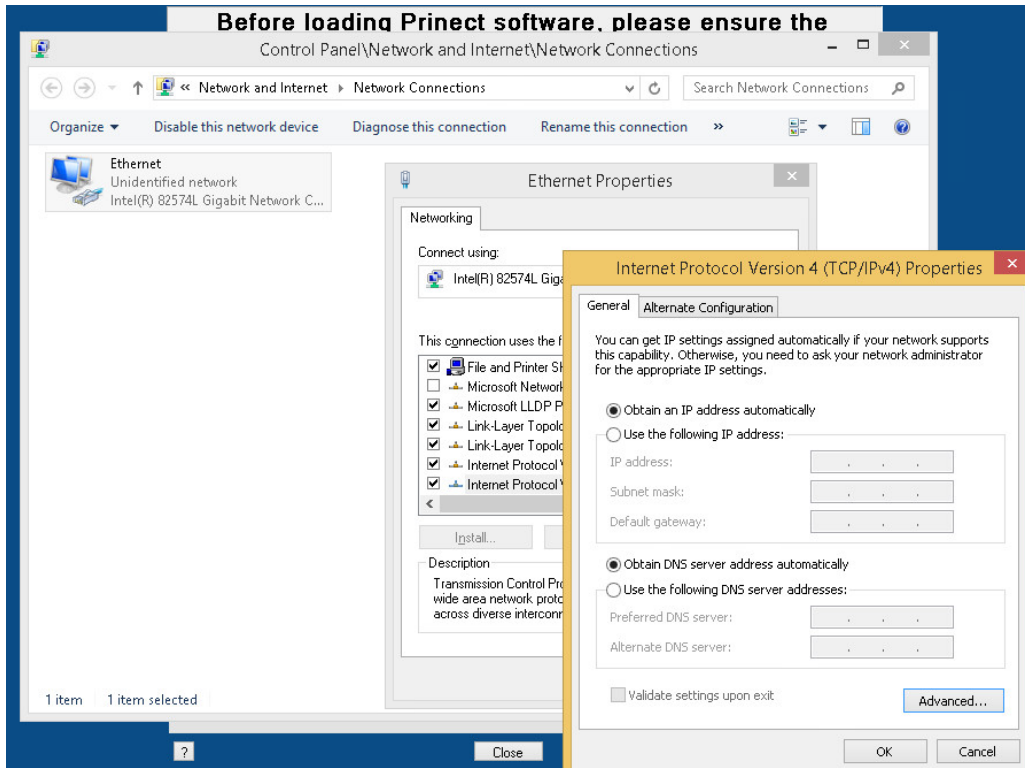 Before loading Prinect software, please ensure the
Control Panel\Network and Internet\Network Connections
« Network and Internet
Network Connections
Search Network Connections
Organize
Disable this network device
Diagnose this connection
Rename this connection
»
Ethernet
Unidentified network
Intel(R) 82574L Gigabit Network C...
Ethernet Properties
Networking
Connect using:
Intel(R) 82574L Giga
This connection uses the f
File and Printer SH
Microsoft Network
Microsoft LLDP P
Link-Layer Topolo
Link-Layer Topolo
Internet Protocol V
Internet Protocol V
Install...
Description
Transmission Control Pro
wide area network proto
across diverse interconn
Internet Protocol Version 4 (TCP/IPv4) Properties
General
Alternate Configuration
You can get IP settings assigned automatically if your network supports
this capability. Otherwise, you need to ask your network administrator
for the appropriate IP settings.
Obtain an IP address automatically
Use the following IP address:
IP address:
Subnet mask:
Default gateway:
Obtain DNS server address automatically
Use the following DNS server addresses:
Preferred DNS server:
Alternate DNS server:
Validate settings upon exit
Advanced...
OK
Cancel
1 item
1 item selected
?
Close